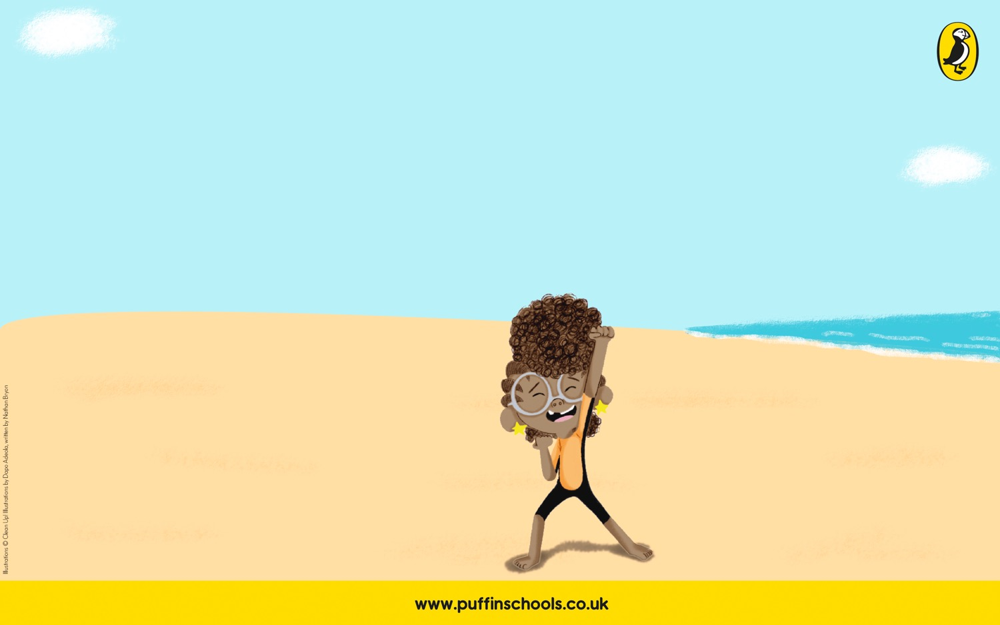 Illustrations © Clean Up! Illustrations by Dapo Adeola, written by Nathan Bryon
www.puffinschools.co.uk